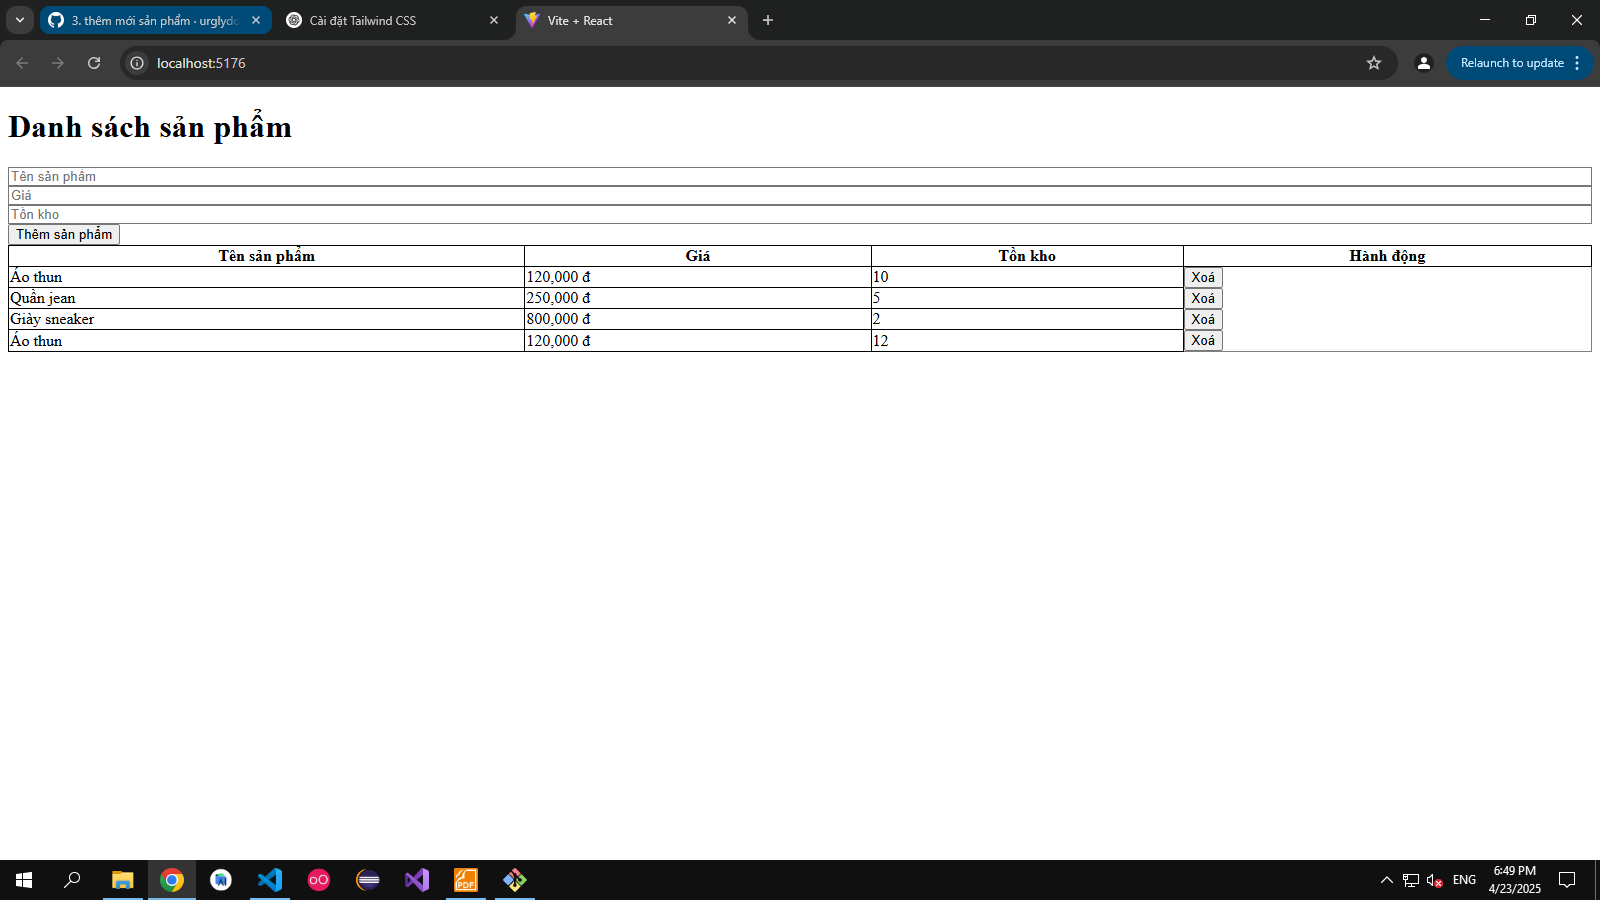 3. thêm mới sản phẩm · urglydo
Cài đặt Tailwind CSS
Vite + React
localhost:5176
Relaunch to update
Danh sách sản phẩm
Tên sản phẩm
Giá
Tồn kho
Thêm sản phẩm
Tên sản phẩm Giá Tồn kho Hành động
Áo thun 120,000 đ 10 Xoá
Quần jean 250,000 đ 5 Xoá
Giày sneaker 800,000 đ 2 Xoá
Áo thun 120,000 đ 12 Xoá
PDF
ENG
6:49 PM
4/23/2025